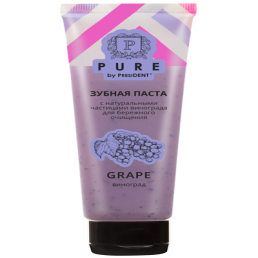 P
PURE
by PRESIDENT
ЗУБНАЯ ПАСТА
с натуральными
частицами винограда
для бережного
очищения
GRAPE
виноград